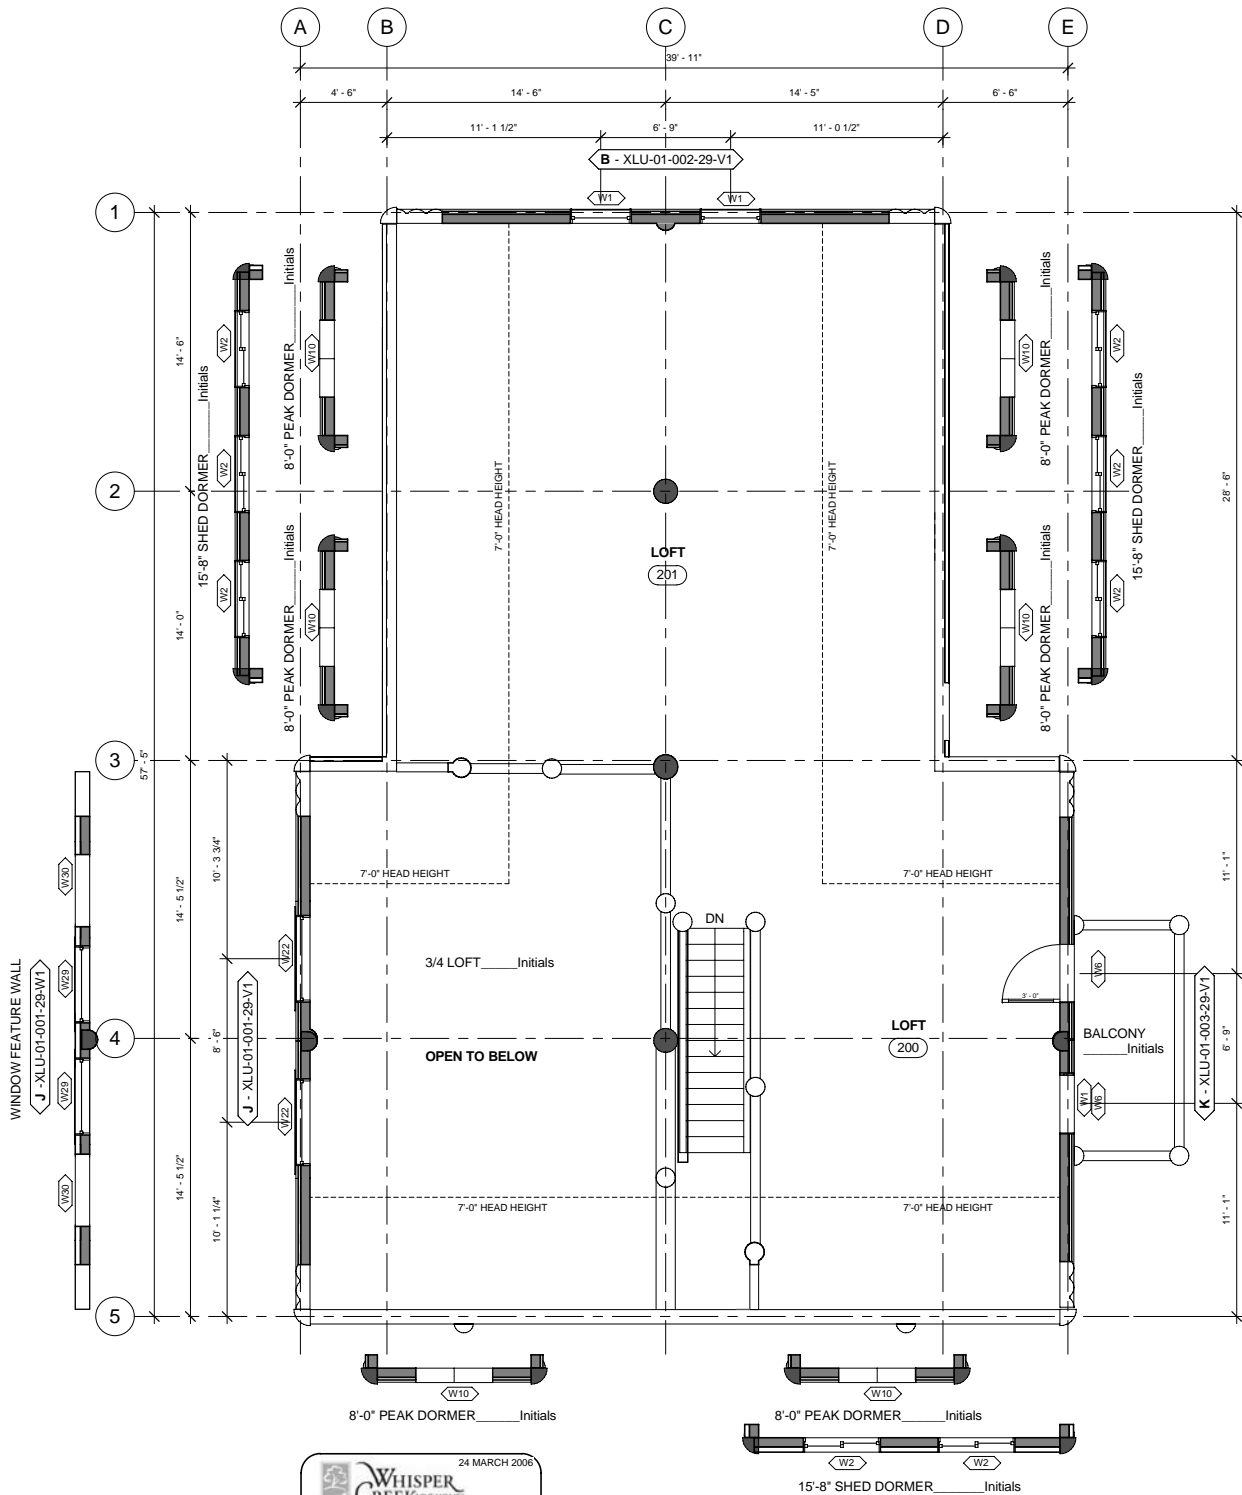 A B C D E
39' - 11"
4' - 6" 14' - 6" 14' - 5" 6' - 6"
11' - 1 1/2" 6' - 9" 11' - 0 1/2"
B - XLU-01-002-29-V1
W1 W1
1
2
3
4
5
57' - 5"
14' - 6"
14' - 0"
14' - 5 1/2"
14' - 5 1/2"
10' - 3 3/4"
8' - 6"
10' - 1 1/4"
28' - 6"
11' - 1"
6' - 9"
11' - 1"
15'-8" SHED DORMER______Initials
W2
W2
W2
8'-0" PEAK DORMER______Initials
W10
8'-0" PEAK DORMER______Initials
W10
8'-0" PEAK DORMER______Initials
W10
8'-0" PEAK DORMER______Initials
W10
15'-8" SHED DORMER______Initials
W2
W2
W2
7'-0" HEAD HEIGHT
7'-0" HEAD HEIGHT
LOFT
201
7'-0" HEAD HEIGHT
7'-0" HEAD HEIGHT
WINDOW FEATURE WALL
J -XLU-01-001-29-W1
W30
W29
W29
W30
J - XLU-01-001-29-V1
W22
W22
3/4 LOFT_____Initials
OPEN TO BELOW
DN
LOFT
200
3' - 0"
W6
BALCONY
______Initials
W1
W6
K - XLU-01-003-29-V1
7'-0" HEAD HEIGHT
7'-0" HEAD HEIGHT
W10
8'-0" PEAK DORMER______Initials
W10
8'-0" PEAK DORMER______Initials
W2 W2
15'-8" SHED DORMER______Initials
24 MARCH 2006
WHISPER
CREEK